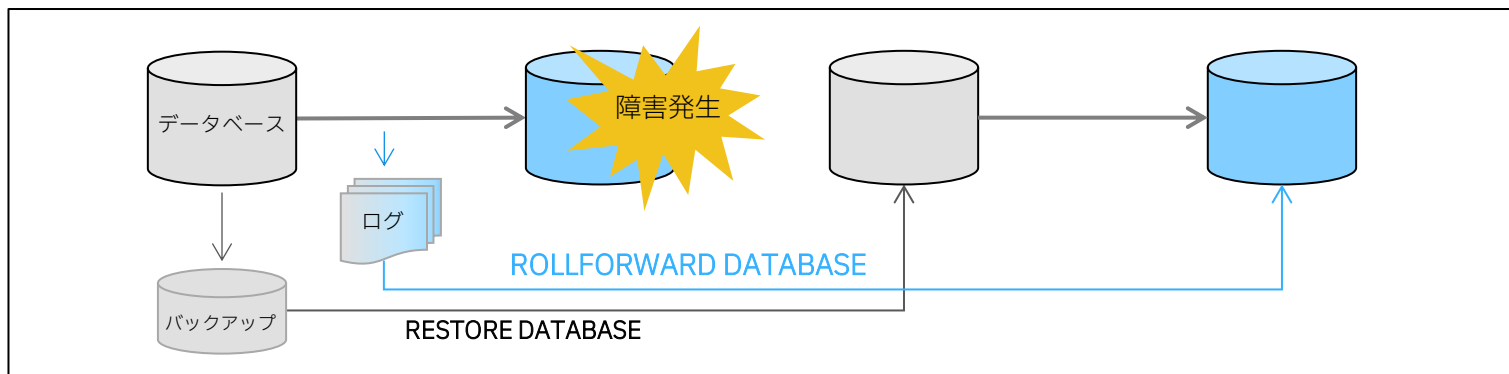 データベース
障害発生
ログ
ROLLFORWARD DATABASE
バックアップ
RESTORE DATABASE